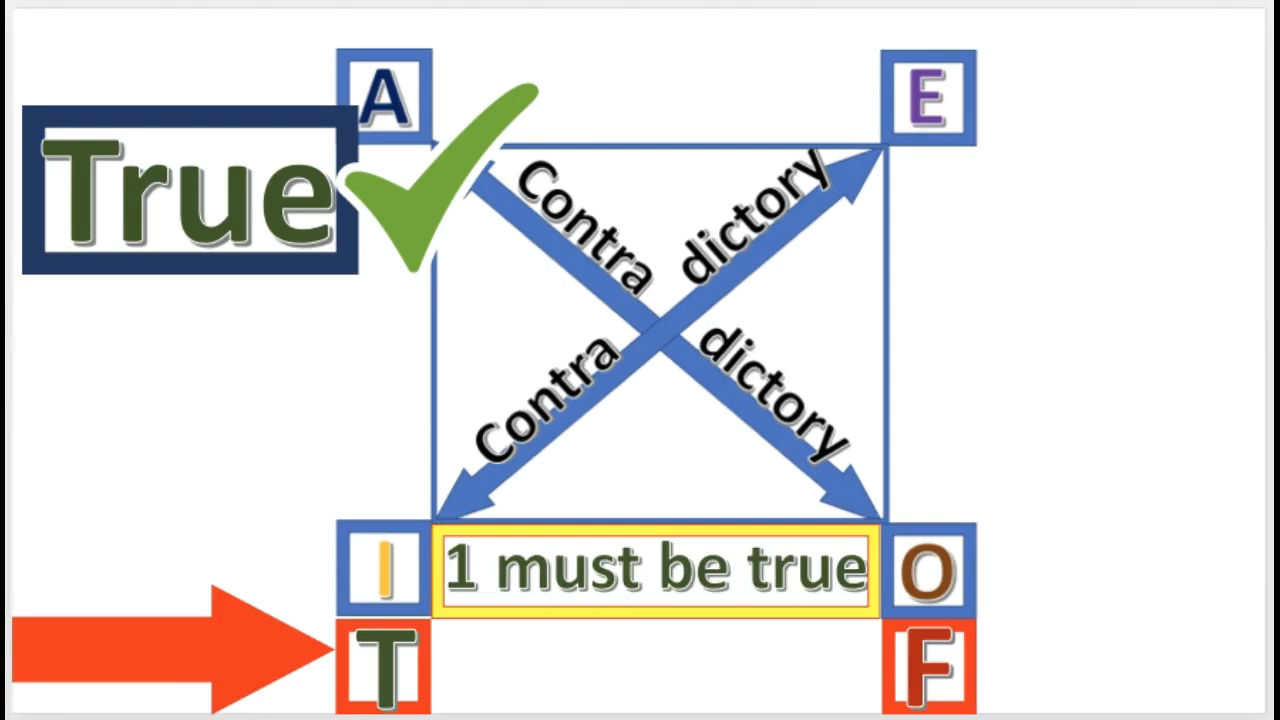 A
E
True
Contra
dictory
Contra
dictory
I
1 must be true
O
T
F